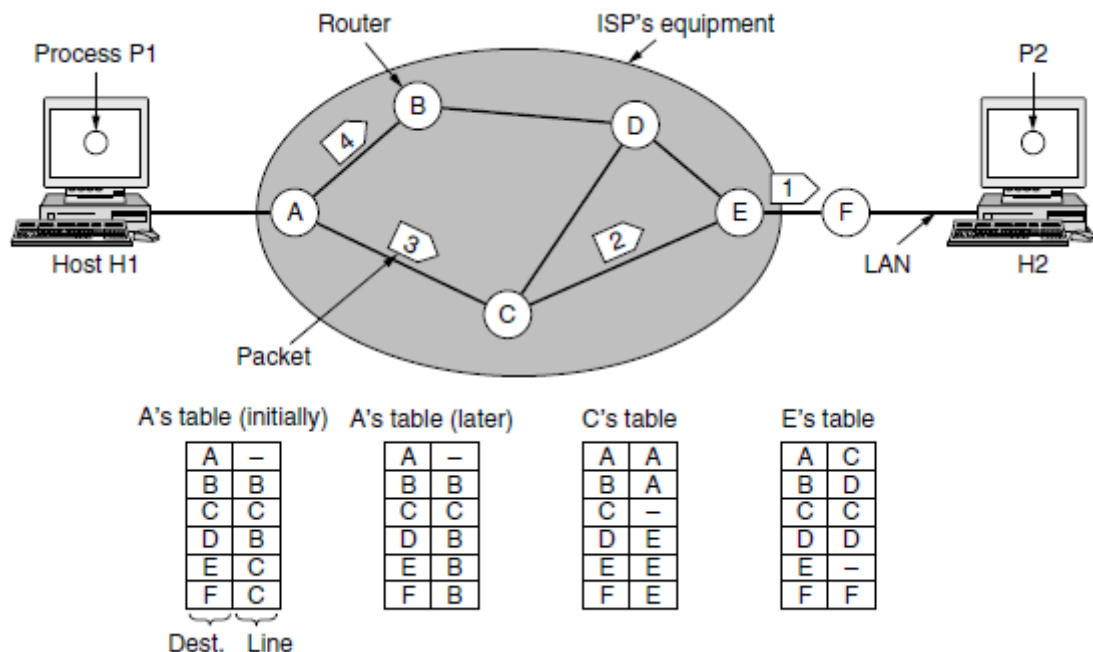 Router
ISP's equipment
Process P1
P2
B
D
4
1
A
E
F
3
2
Host H1
LAN
H2
C
Packet
A's table (initially)
A's table (later)
C's table
E's table
A – A – A A A C
B B B B B A B D
C C C C C – C C
D B D B D E D D
E C E B E E E –
F C F B F E F F
Dest. Line